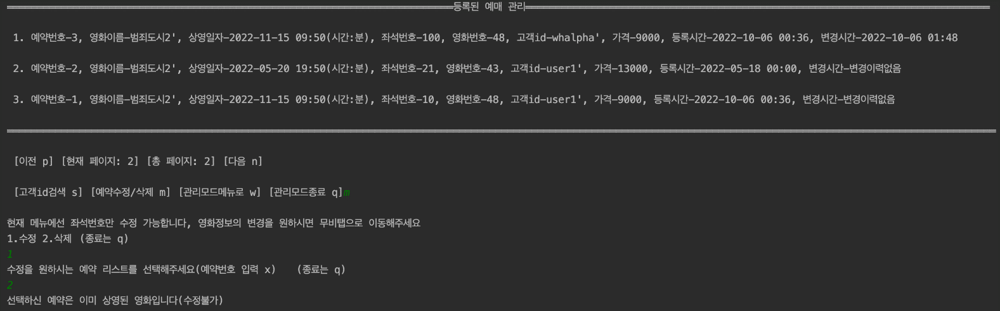 등록된 예매 관리
1. 예약번호-3, 영화이름-범죄도시2', 상영일자-2022-11-15 09:50(시간:분), 좌석번호-100, 영화번호-48, 고객id-whalpha', 가격-9000, 등록시간-2022-10-06 00:36, 변경시간-2022-10-06 01:48
2. 예약번호-2, 영화이름-범죄도시2', 상영일자-2022-05-20 19:50(시간:분), 좌석번호-21, 영화번호-43, 고객id-user1', 가격-13000, 등록시간-2022-05-18 00:00, 변경시간-변경이력없음
3. 예약번호-1, 영화이름-범죄도시2', 상영일자-2022-11-15 09:50(시간:분), 좌석번호-10, 영화번호-48, 고객id-user1', 가격-9000, 등록시간-2022-10-06 00:36, 변경시간-변경이력없음
[이전 p] [현재 페이지: 2] [총 페이지: 2] [다음 n]
[고객id검색 s] [예약수정/삭제 m] [관리모드메뉴로 w] [관리모드종료 q]m
현재 메뉴에선 좌석번호만 수정 가능합니다, 영화정보의 변경을 원하시면 무비탭으로 이동해주세요
1.수정 2.삭제 (종료는 q)
1
수정을 원하시는 예약 리스트를 선택해주세요(예약번호 입력 x)   (종료는 q)
2
선택하신 예약은 이미 상영된 영화입니다(수정불가)